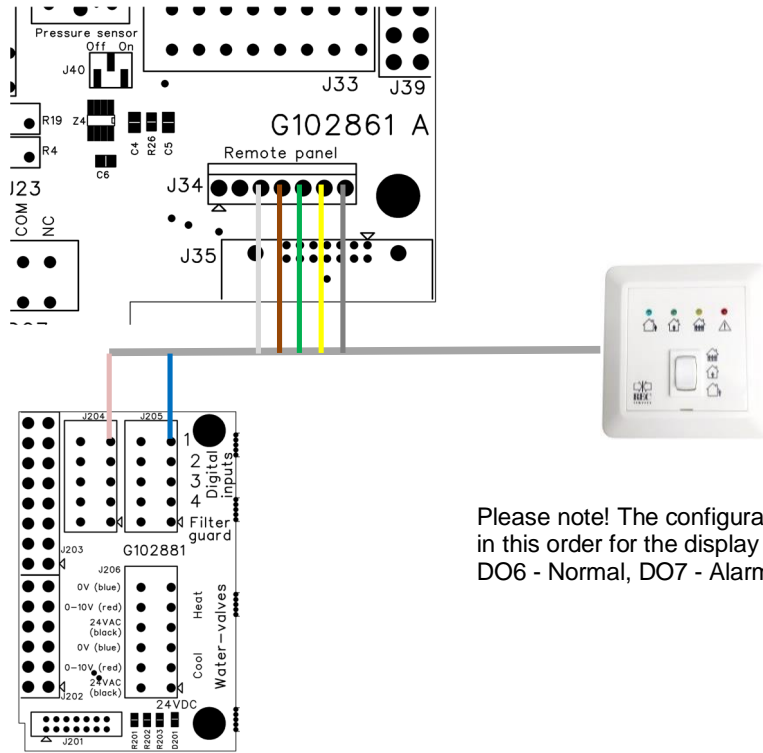 Pressure sensor
Off On
J40
J33
J39
R19
Z4
C4
R26
C5
G102861 A
R4
C6
Remote panel
J34
J23
COM
NC
J35
REC
J204
J205
1
2
3
4
Digital
inputs
Filter
guard
J203
G102881
J206
0V (blue)
0-10V (red)
24VAC
(black)
0V (blue)
0-10V (red)
24VAC
(black)
Heat
Cool
Water-valves
J202
24VDC
J201
R201
R202
R203
D201
Please note! The configura
in this order for the display
DO6 - Normal, DO7 - Alarm